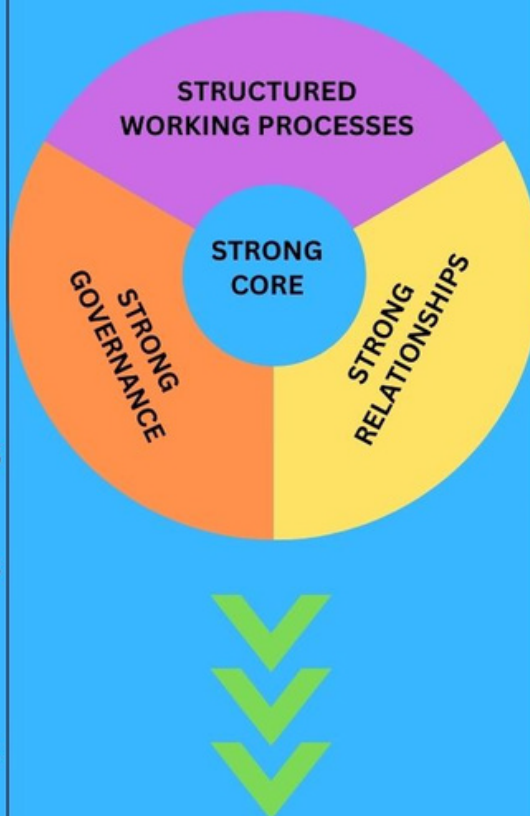 STRUCTURED
WORKING PROCESSES
STRONG
CORE
STRONG
GOVERNANCE
STRONG
RELATIONSHIPS